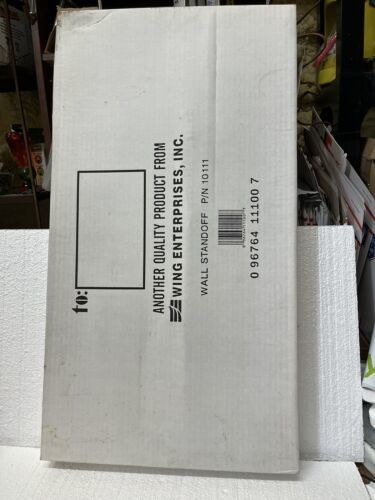 to:
ANOTHER QUALITY PRODUCT FROM
WING ENTERPRISES, INC.
WALL STANDOFF P/N 10111
0 96764 11100 7